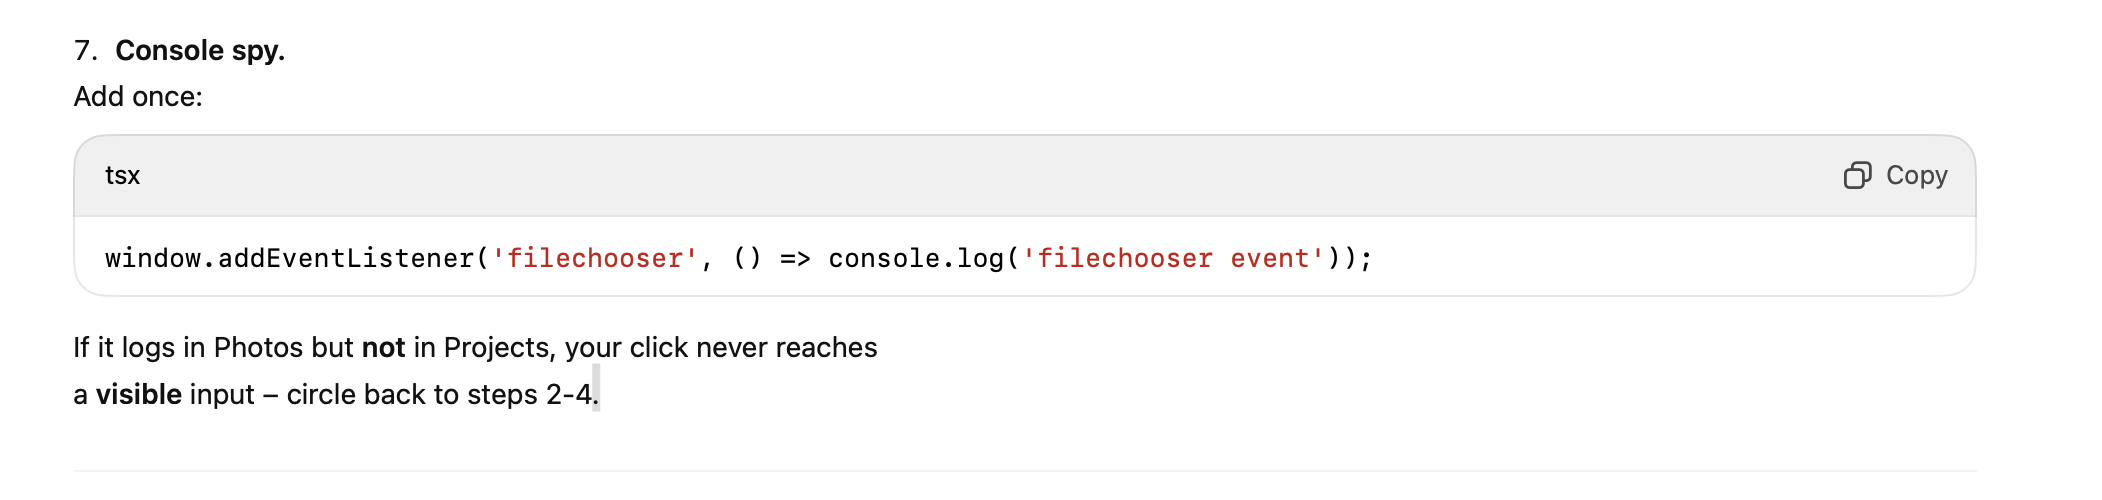 7. Console spy.
Add once:
tsx
Copy
window.addEventListener('filechooser', () => console.log('filechooser event'));
If it logs in Photos but not in Projects, your click never reaches
a visible input – circle back to steps 2-4.